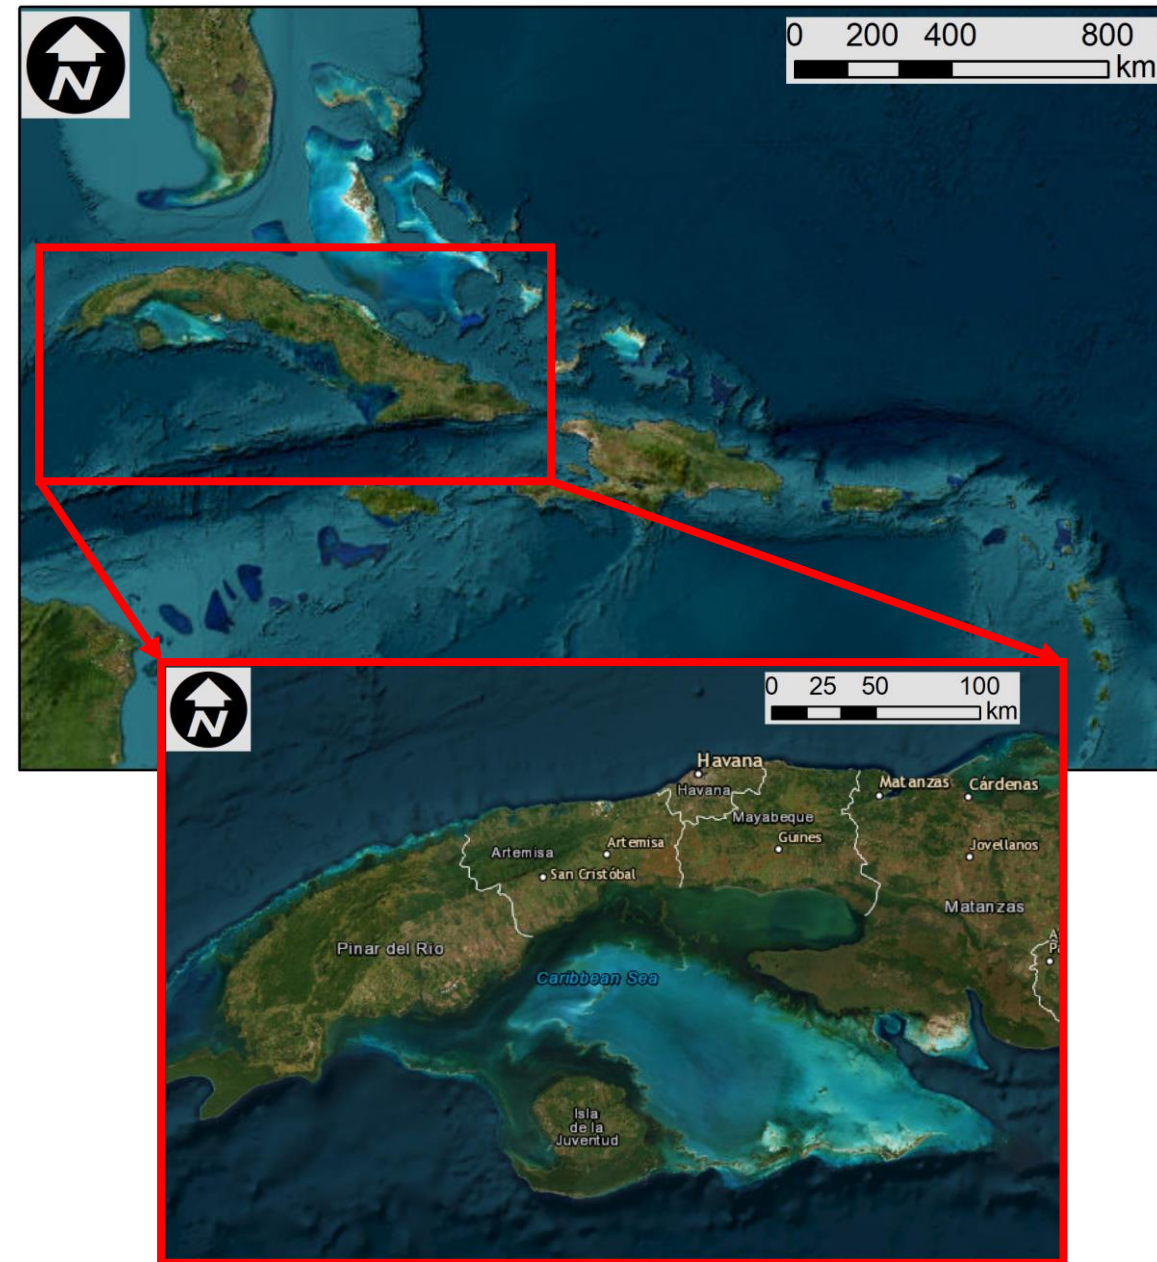 N
0 200 400 800
km
N
0 25 50 100
km
Havana
Havana
Matanzas
Cárdenas
Mayabeque
Artemisa
Güines
Jovellanos
Artemisa
San Cristóbal
Matanzas
Pinar del Río
Caribbean Sea
Isla
de la
Juventud